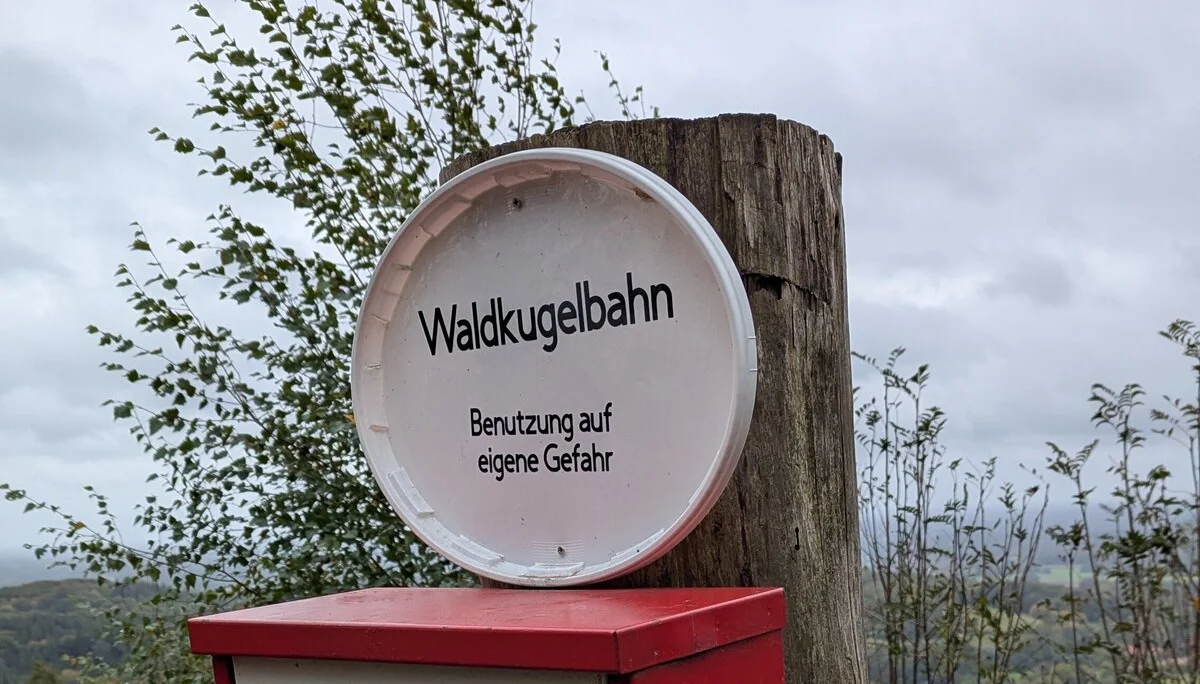 Waldkugelbahn
Benutzung auf
eigene Gefahr